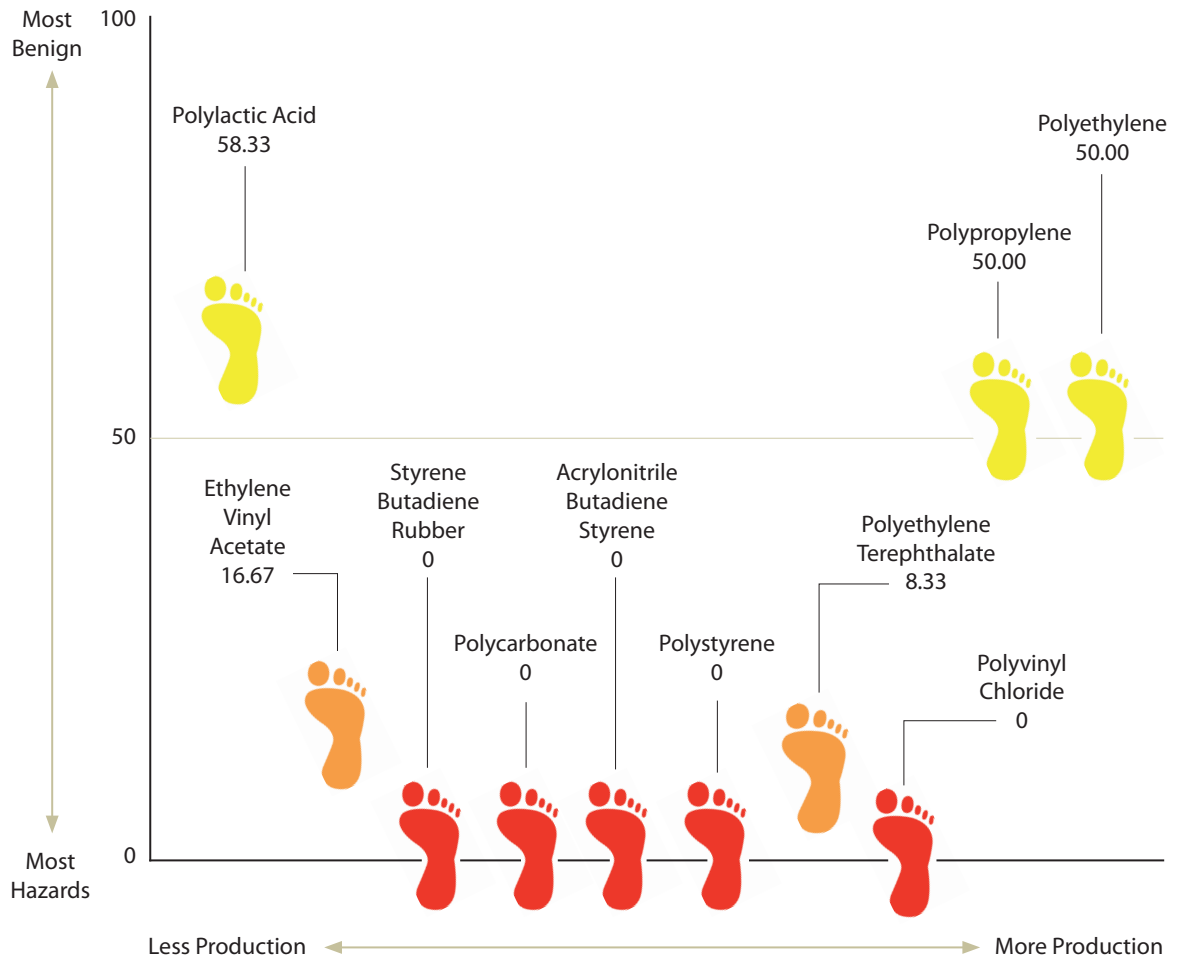 Most
Benign
100
Polylactic Acid
58.33
Polyethylene
50.00
Polypropylene
50.00
50
Ethylene
Vinyl
Acetate
16.67
Styrene
Butadiene
Rubber
0
Acrylonitrile
Butadiene
Styrene
0
Polyethylene
Terephthalate
8.33
Polycarbonate
0
Polystyrene
0
Polyvinyl
Chloride
0
0
Most
Hazards
Less Production
More Production